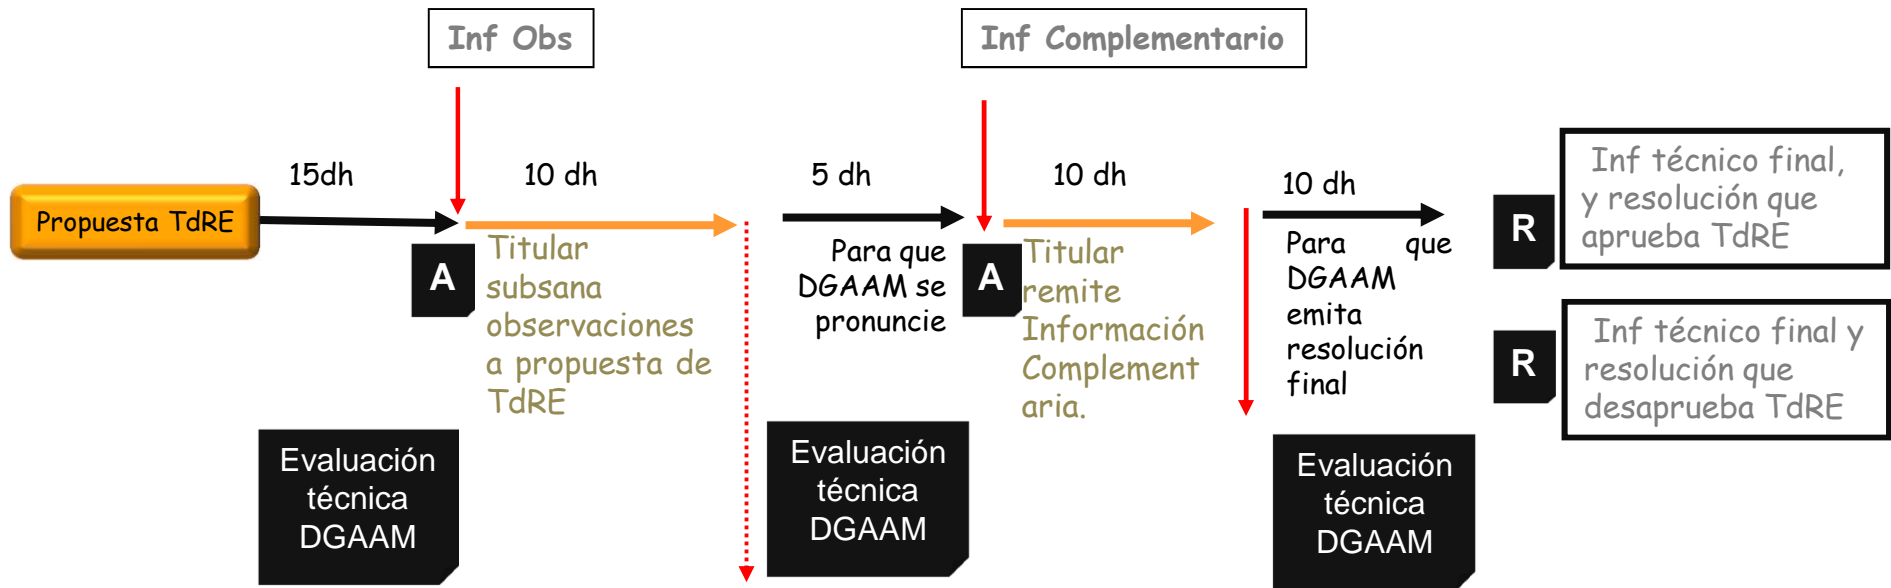 Inf Obs
Inf Complementario
15dh
10 dh
5 dh
10 dh
10 dh
Propuesta TdRE
A
Titular
subsana
observaciones
a propuesta de
TdRE
Para que
DGAAM se
pronuncie
A
Titular
remite
Información
Complement
aria.
Para que
DGAAM
emita
resolución
final
R
Inf técnico final,
y resolución que
aprueba TdRE
R
Inf técnico final y
resolución que
desaprueba TdRE
Evaluación
técnica
DGAAM
Evaluación
técnica
DGAAM
Evaluación
técnica
DGAAM